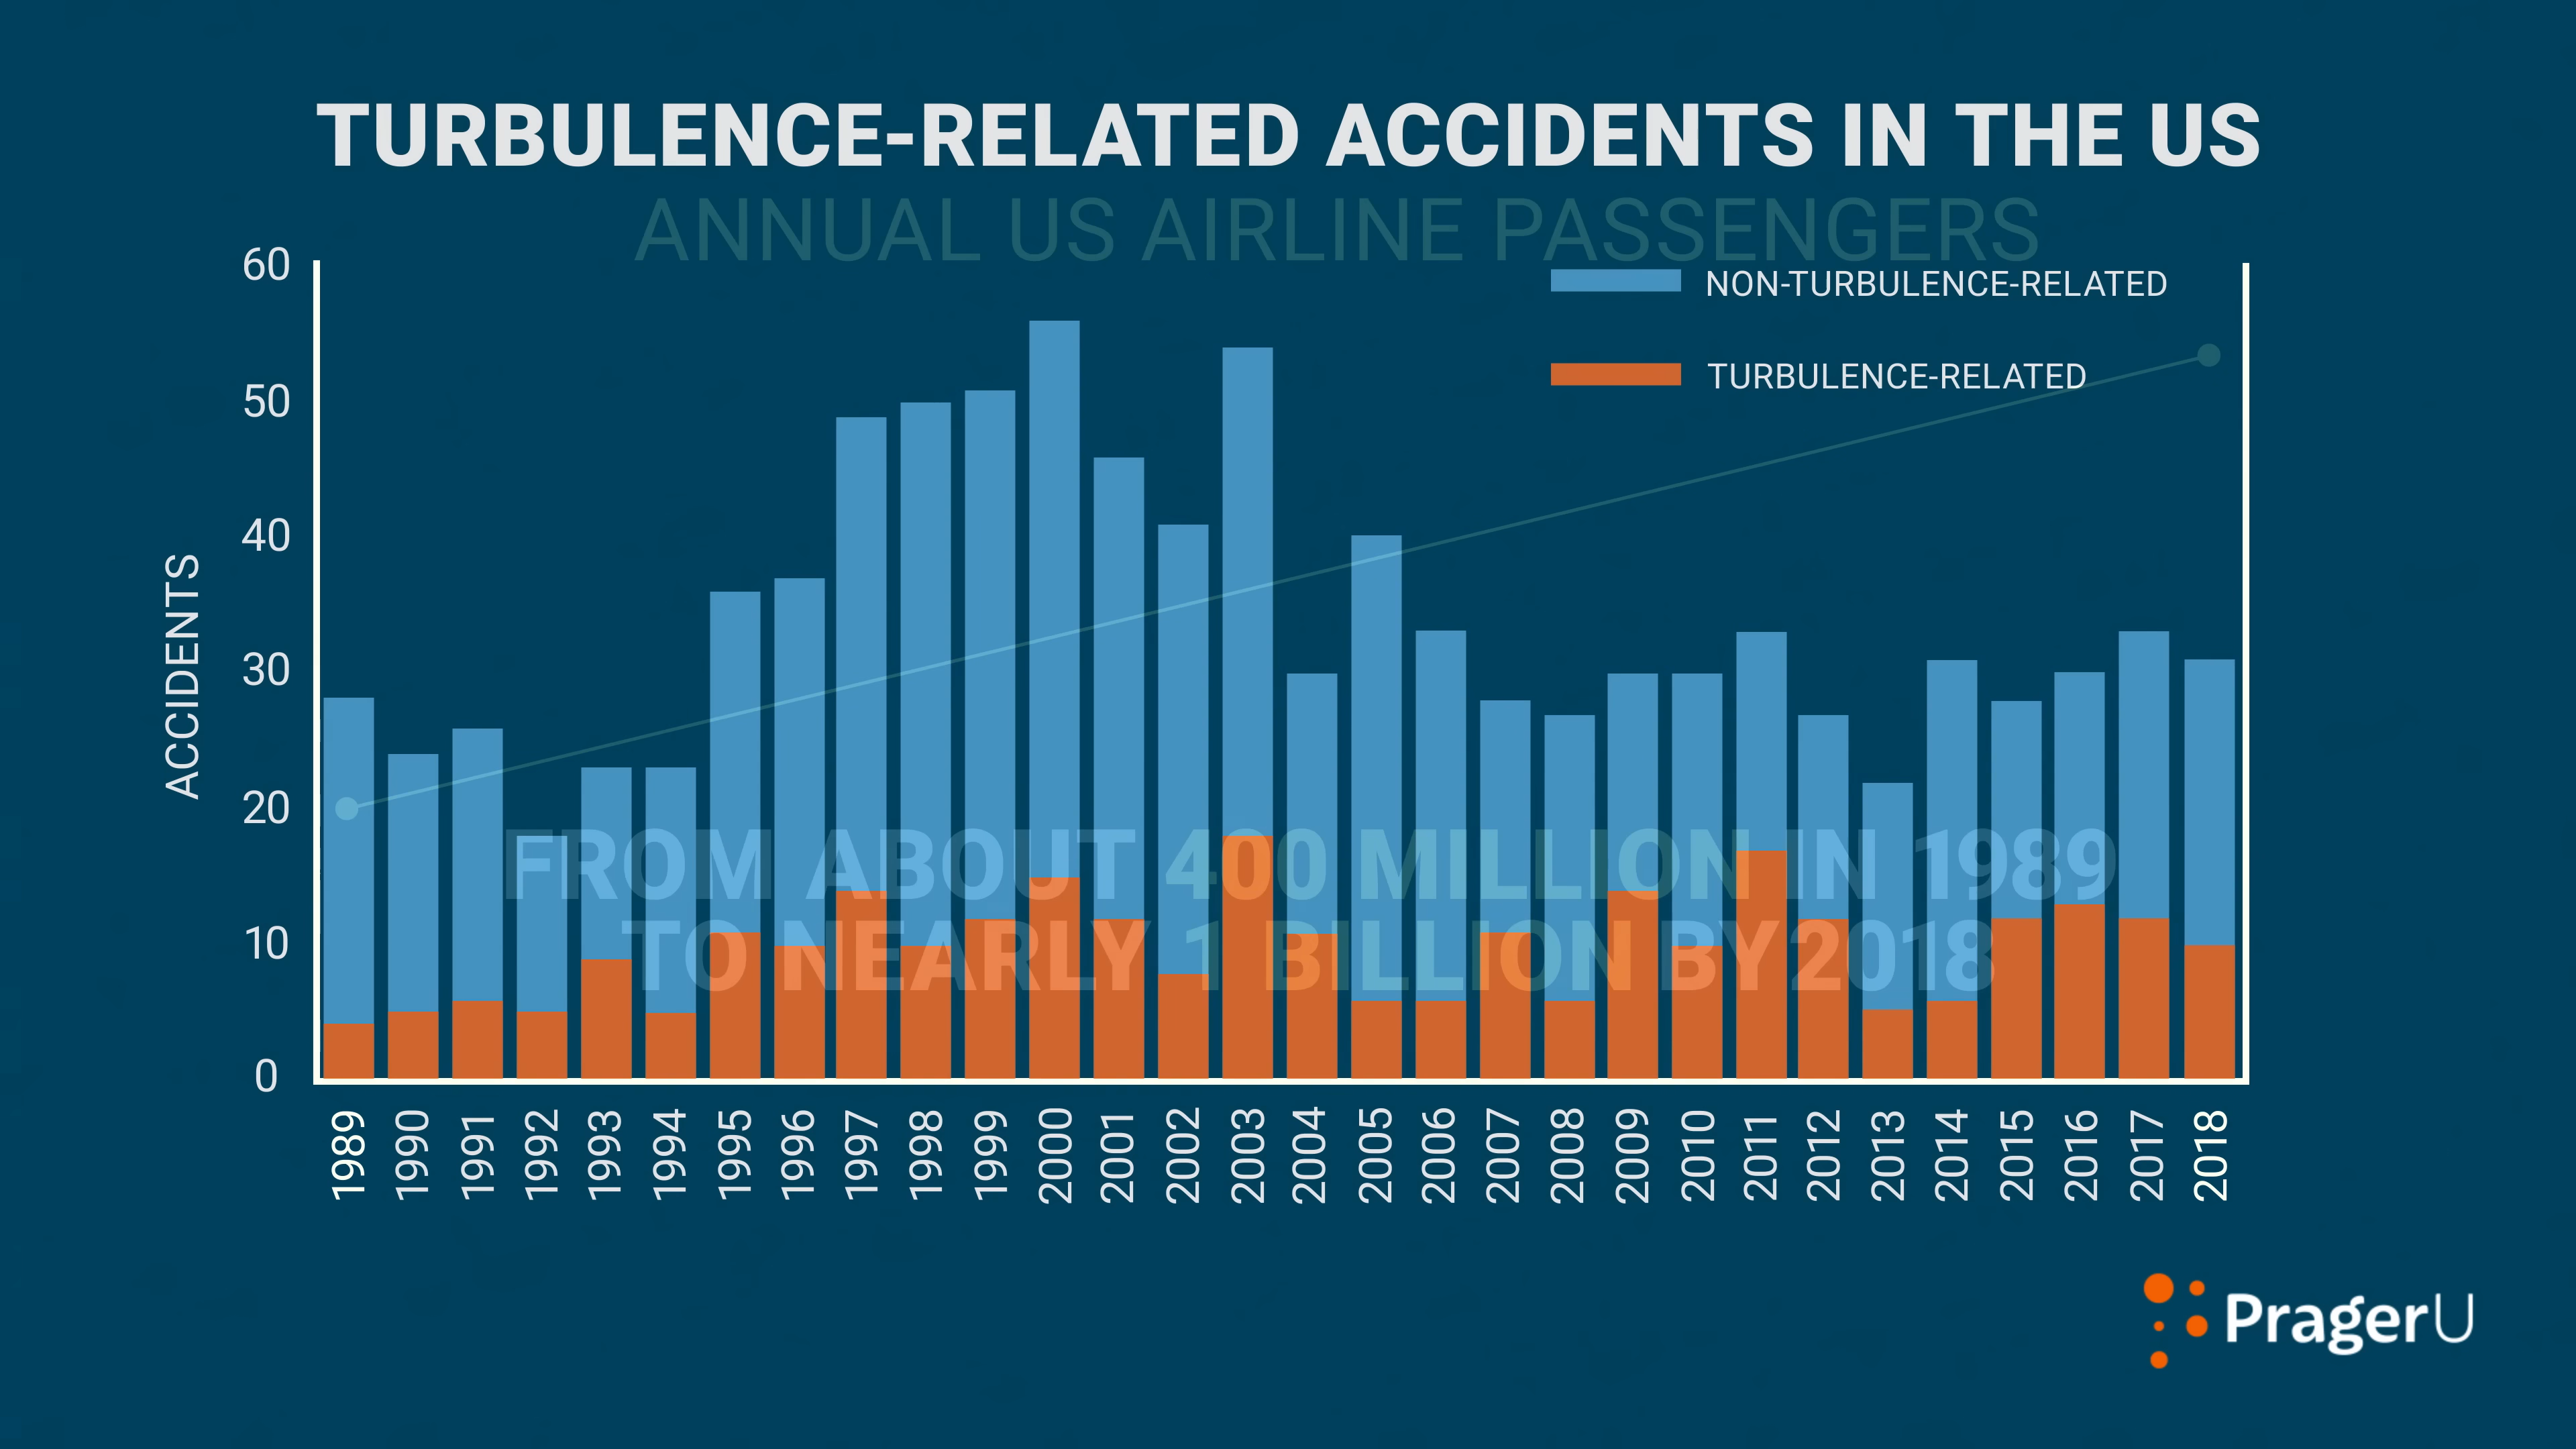 TURBULENCE-RELATED ACCIDENTS IN THE US
ANNUAL US AIRLINE PASSENGERS
NON-TURBULENCE-RELATED
TURBULENCE-RELATED
ACCIDENTS
60
50
40
30
20
10
0
FROM ABOUT 400 MILLION IN 1989
TO NEARLY 1 BILLION BY 2018
1989 1990 1991 1992 1993 1994 1995 1996 1997 1998 1999 2000 2001 2002 2003 2004 2005 2006 2007 2008 2009 2010 2011 2012 2013 2014 2015 2016 2017 2018
PragerU